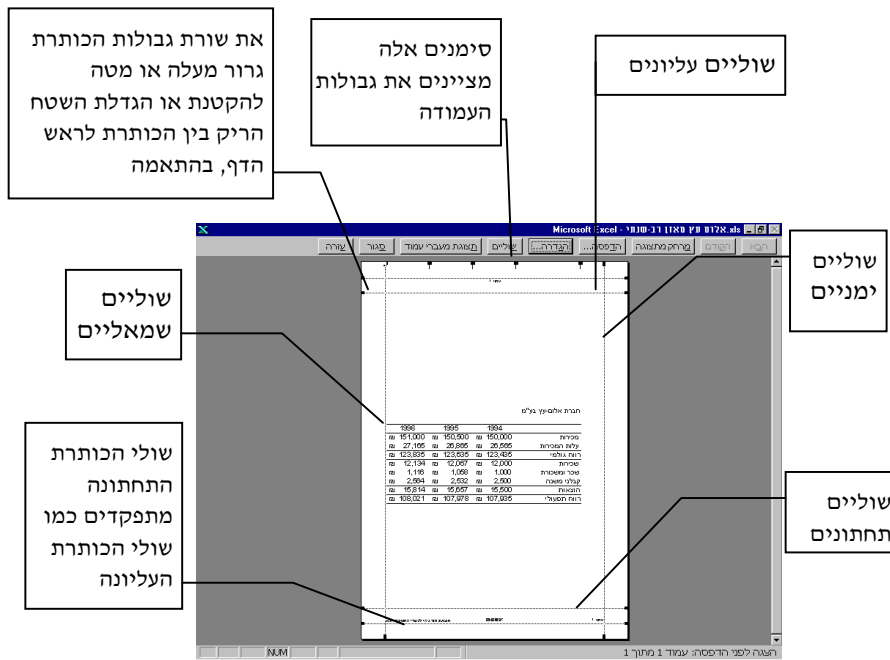 את שורת גבולות הכותרת
גרור מעלה או מטה
להקטנת או הגדלת השטח
הריק בין הכותרת לראש
הדף, בהתאמה
סימנים אלה
מציינים את גבולות
העמודה
שוליים עליונים
Microsoft Excel - אלום עץ מאזן רב-שנתי.xls
הבא הקודם מרחק מתצוגה הדפסה... הגדרה... שוליים תצוגת מעברי עמוד סגור עזרה
שוליים
ימניים
שוליים
שמאליים
חברת אלום-עץ בע"מ
1994 1995 1996
מכירות 150,000 ₪ 150,500 ₪ 151,000 ₪
עלות המכירות 26,565 ₪ 26,865 ₪ 27,165 ₪
רווח גולמי 123,435 ₪ 123,635 ₪ 123,835 ₪
שכירות 12,000 ₪ 12,067 ₪ 12,134 ₪
שכר ומשכורת 1,000 ₪ 1,058 ₪ 1,116 ₪
קבלני משנה 2,500 ₪ 2,532 ₪ 2,564 ₪
הוצאות 15,500 ₪ 15,657 ₪ 15,814 ₪
רווח תפעולי 107,935 ₪ 107,978 ₪ 108,021 ₪
שולי הכותרת
התחתונה
מתפקדים כמו
שולי הכותרת
העליונה
שוליים
תחתונים
הצגה לפני הדפסה: עמוד 1 מתוך 1
NUM